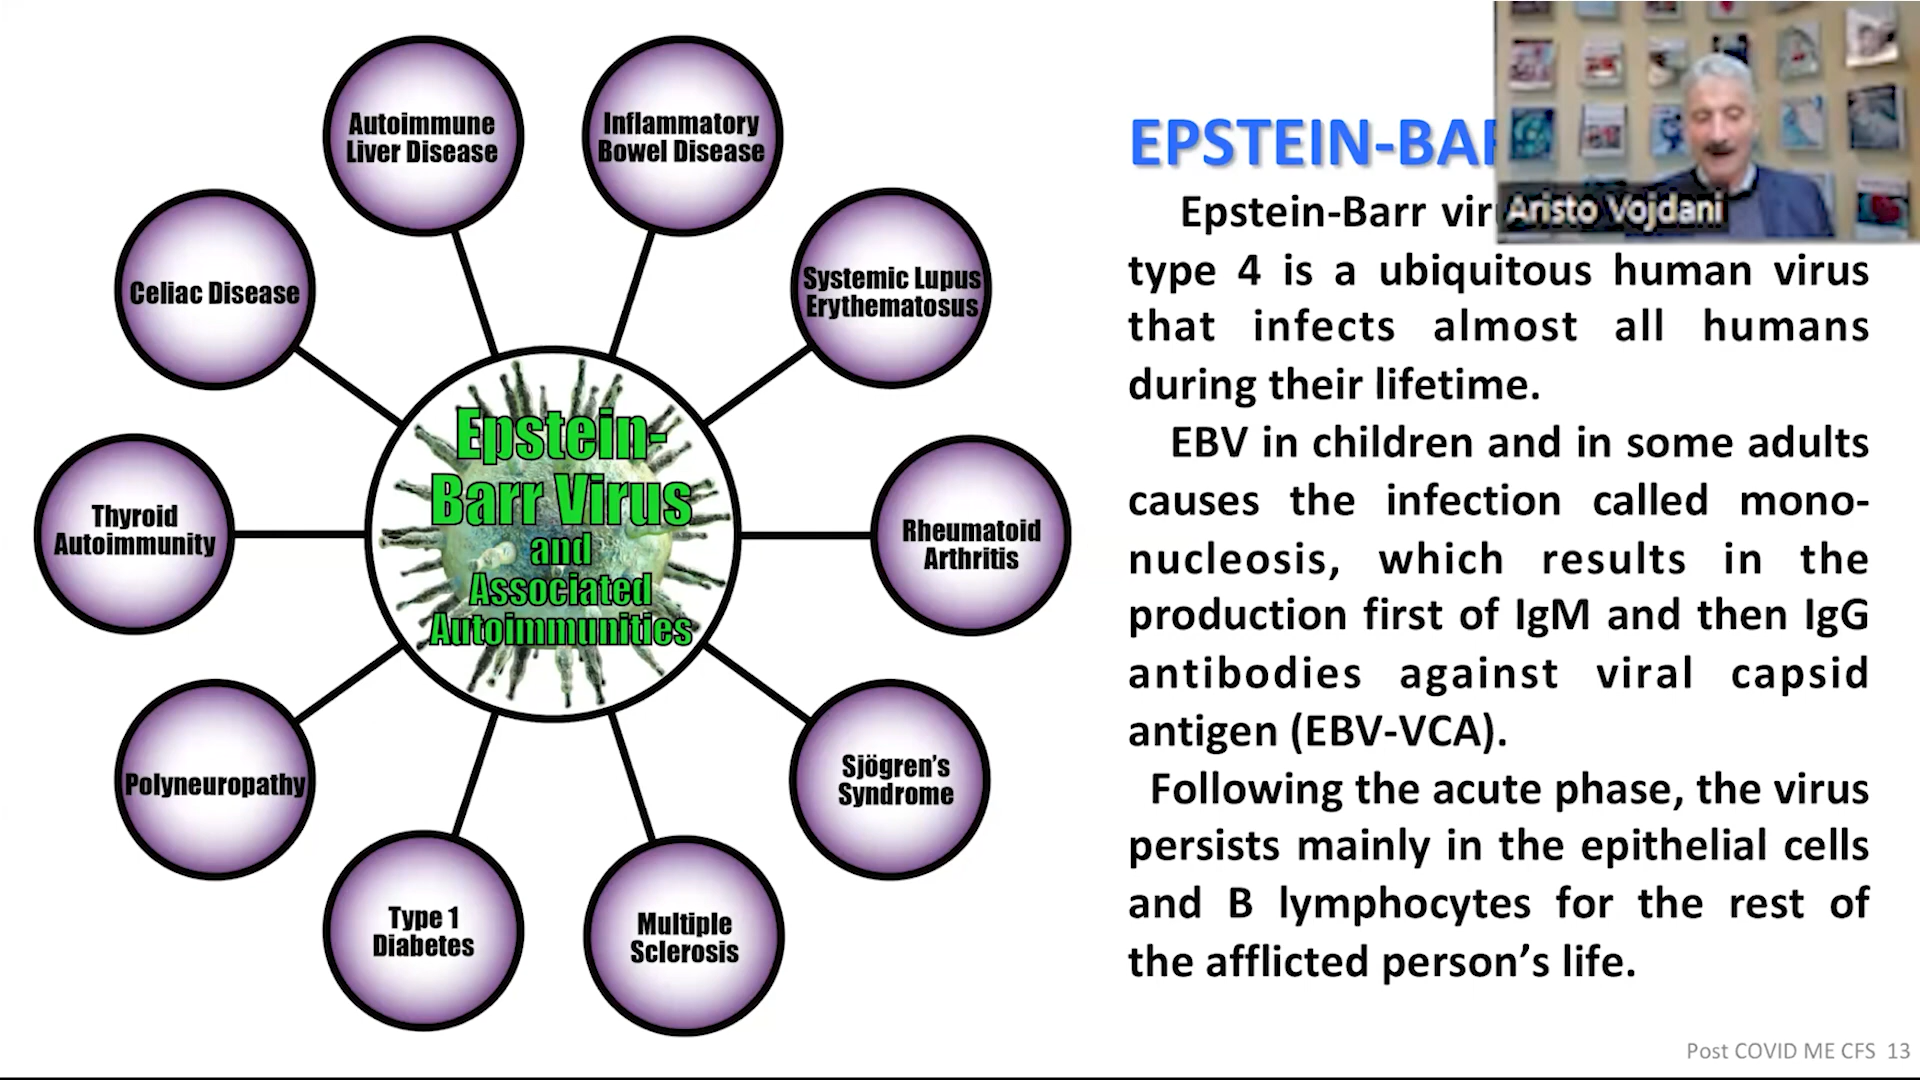 Autoimmune
Liver Disease
Inflammatory
Bowel Disease
Celiac Disease
Systemic Lupus
Erythematosus
Thyroid
Autoimmunity
Epstein-
Barr Virus
and
Associated
Autoimmunities
Rheumatoid
Arthritis
Polyneuropathy
Sjögren's
Syndrome
Type 1
Diabetes
Multiple
Sclerosis
EPSTEIN-BAR
Aristo Vojdani
Epstein-Barr
type 4 is a ubiquitous human virus
that infects almost all humans
during their lifetime.
EBV in children and in some adults
causes the infection called mono-
nucleosis, which results in the
production first of IgM and then IgG
antibodies against viral capsid
antigen (EBV-VCA).
Following the acute phase, the virus
persists mainly in the epithelial cells
and B lymphocytes for the rest of
the afflicted person’s life.
Post COVID ME CFS 13